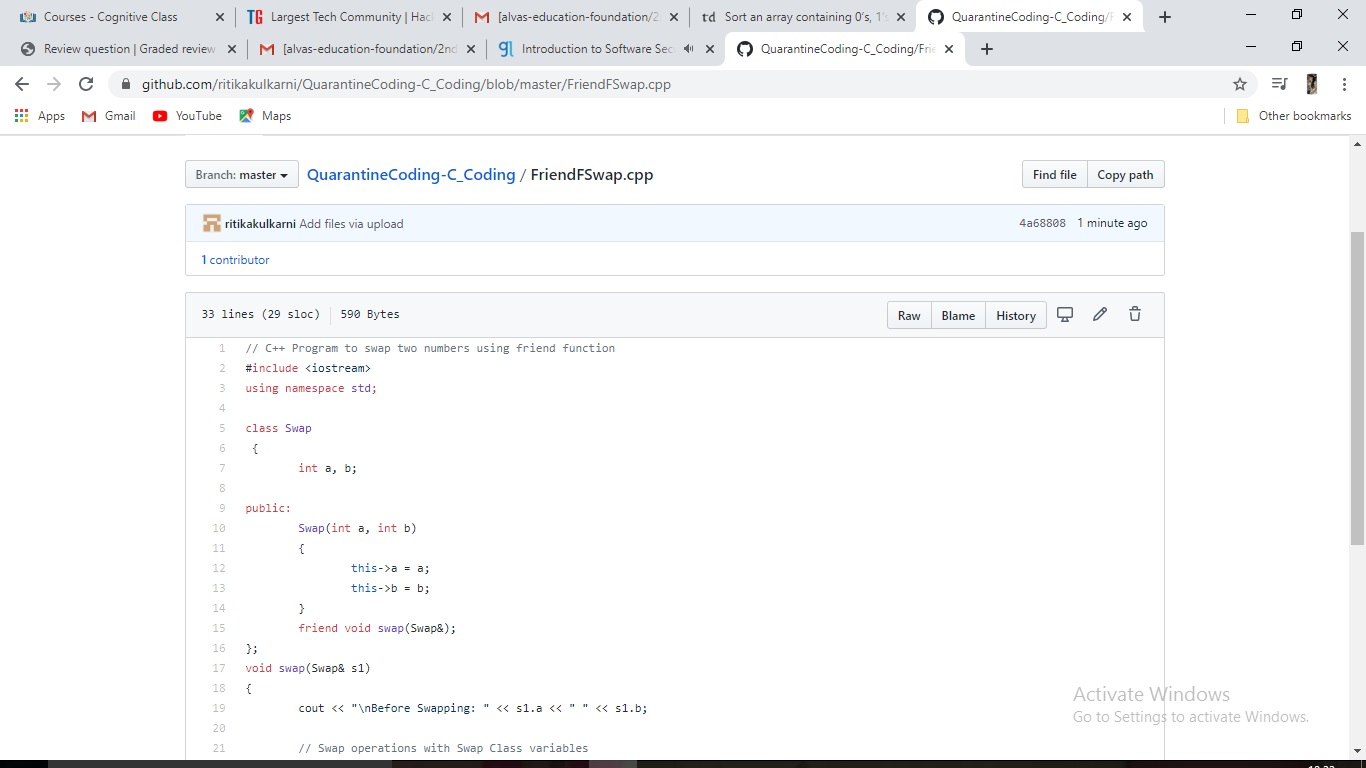 Courses - Cognitive Class
Largest Tech Community | Hac
[alvas-education-foundation/2
td Sort an array containing 0's, 1's
QuarantineCoding-C_Coding/F
Review question | Graded review
[alvas-education-foundation/2nd
Introduction to Software Sec
QuarantineCoding-C_Coding/Frie
github.com/ritikakulkarni/QuarantineCoding-C_Coding/blob/master/FriendFSwap.cpp
Apps Gmail YouTube Maps Other bookmarks
Branch: master QuarantineCoding-C_Coding / FriendFSwap.cpp Find file Copy path
ritikakulkarni Add files via upload 4a68808 1 minute ago
1 contributor
33 lines (29 sloc) 590 Bytes Raw Blame History
1 // C++ Program to swap two numbers using friend function
2 #include <iostream>
3 using namespace std;
4
5 class Swap
6 {
7 int a, b;
8
9 public:
10 Swap(int a, int b)
11 {
12 this->a = a;
13 this->b = b;
14 }
15 friend void swap(Swap&);
16 };
17 void swap(Swap& s1)
18 {
19 cout << "\nBefore Swapping: " << s1.a << " " << s1.b;
20
21 // Swap operations with Swap Class variables
Activate Windows
Go to Settings to activate Windows.